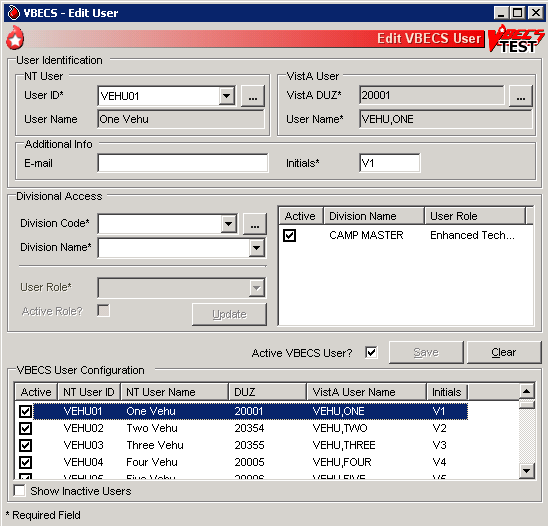 VBECS - Edit User
Edit VBECS User
VBECS
TEST
User Identification
NT User
User ID*
VEHU01
...
User Name
One Vehu
VistA User
VistA DUZ*
20001
...
User Name*
VEHU,ONE
Additional Info
E-mail
Initials*
V1
Divisional Access
Division Code*
...
Division Name*
User Role*
Active Role?
Update
Active Division Name User Role
CAMP MASTER Enhanced Tech...
Active VBECS User?
Save
Clear
VBECS User Configuration
Active NT User ID NT User Name DUZ VistA User Name Initials
VEHU01 One Vehu 20001 VEHU,ONE V1
VEHU02 Two Vehu 20354 VEHU,TWO V2
VEHU03 Three Vehu 20355 VEHU,THREE V3
VEHU04 Four Vehu 20005 VEHU,FOUR V4
VEHU05 Five Vehu 20006 VEHU,FIVE V5
Show Inactive Users
* Required Field